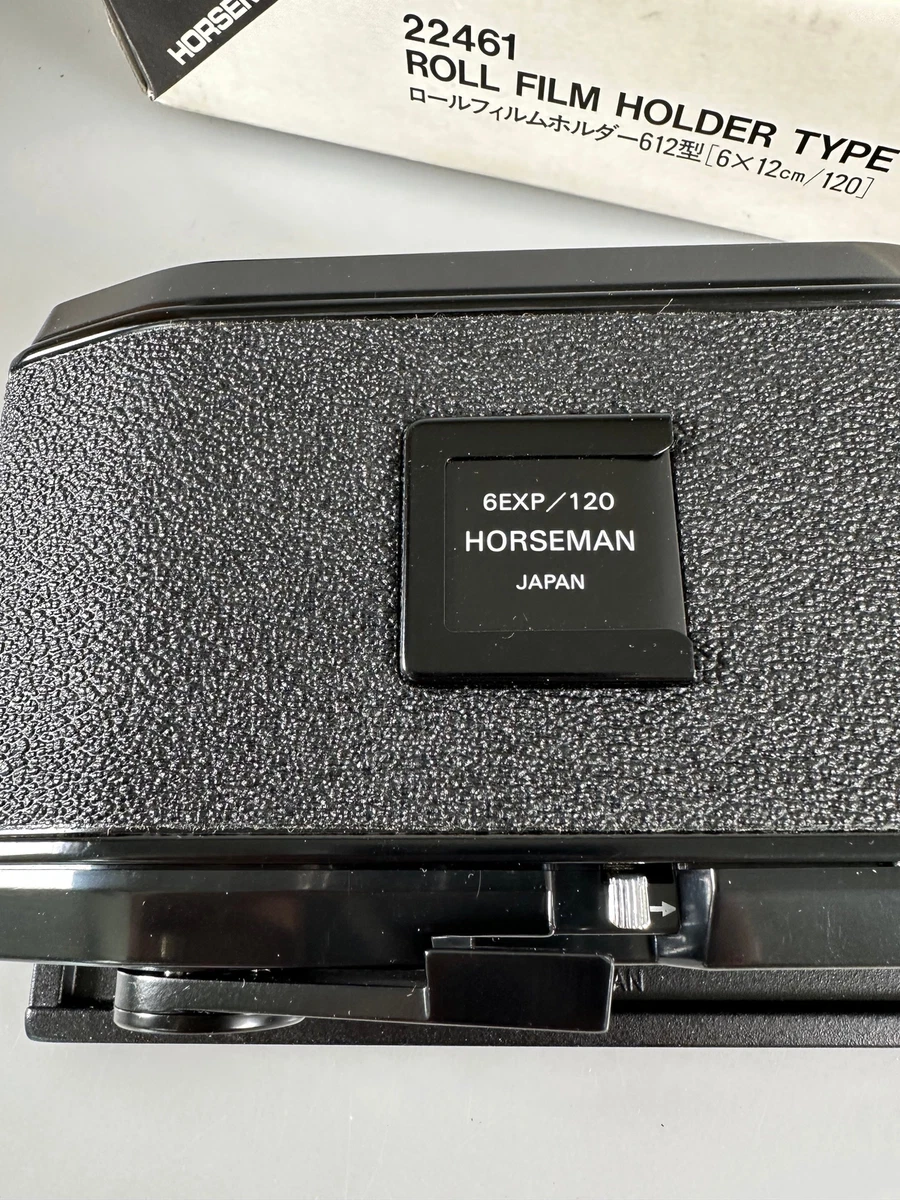 HORSEM
22461
ROLL FILM HOLDER TYPE
ロールフィルムホルダー612型[6×12cm/120]
6EXP/120
HORSEMAN
JAPAN
AN